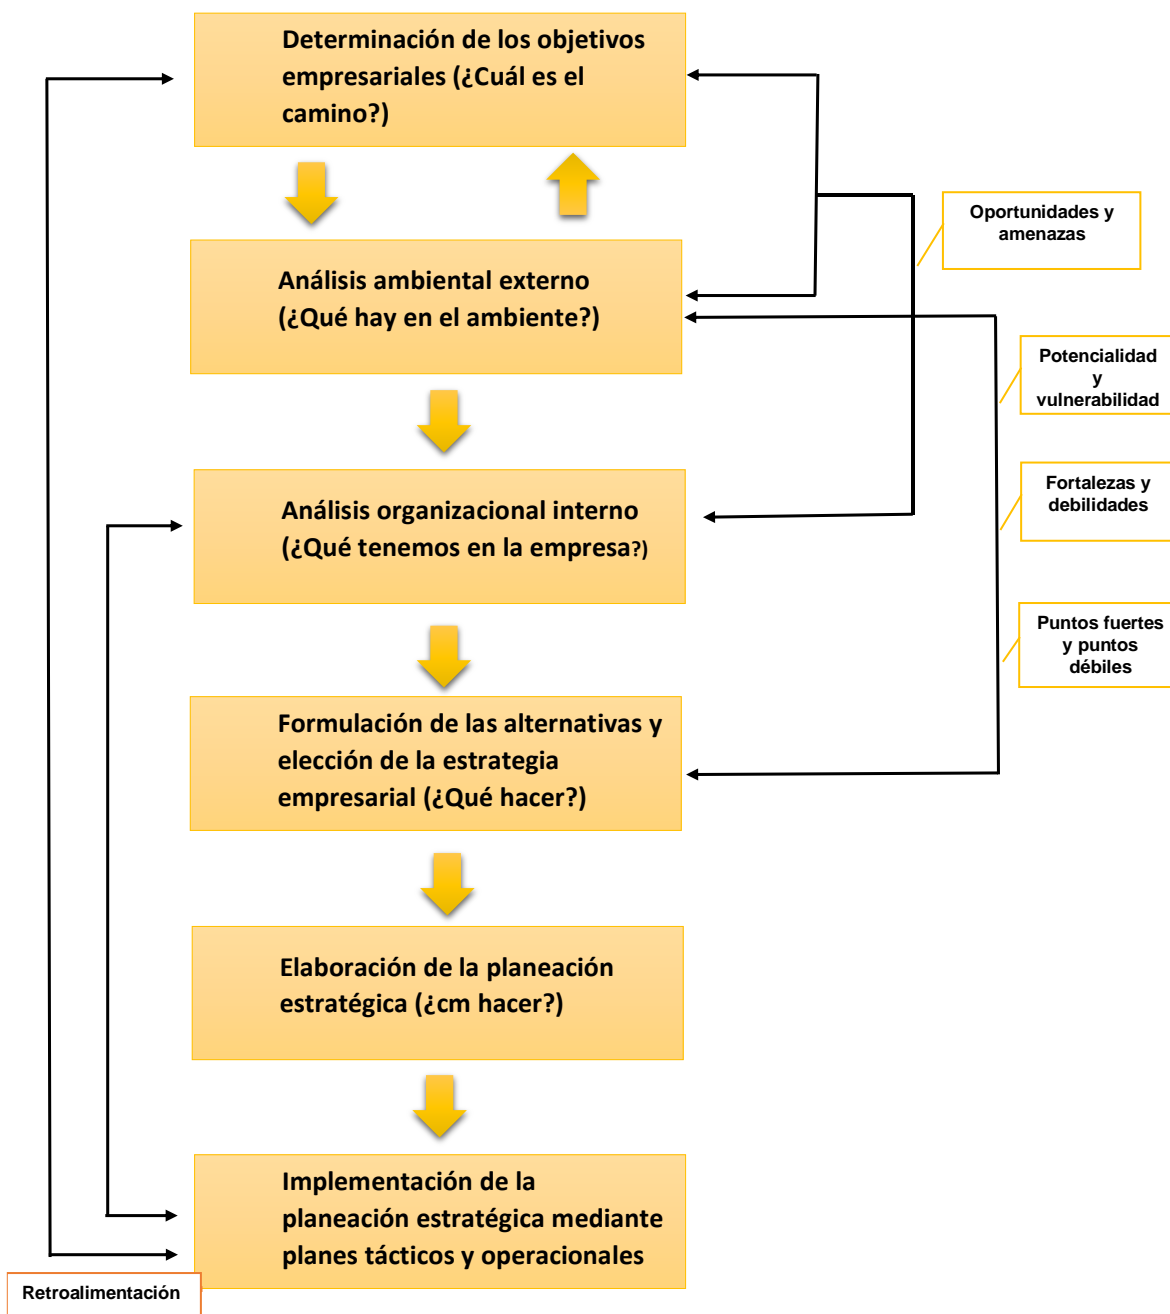 Determinación de los objetivos
empresariales (¿Cuál es el
camino?)
Oportunidades y
amenazas
Análisis ambiental externo
(¿Qué hay en el ambiente?)
Potencialidad
y
vulnerabilidad
Fortalezas y
debilidades
Análisis organizacional interno
(¿Qué tenemos en la empresa?)
Puntos fuertes
y puntos
débiles
Formulación de las alternativas y
elección de la estrategia
empresarial (¿Qué hacer?)
Elaboración de la planeación
estratégica (¿cm hacer?)
Implementación de la
planeación estratégica mediante
planes tácticos y operacionales
Retroalimentación